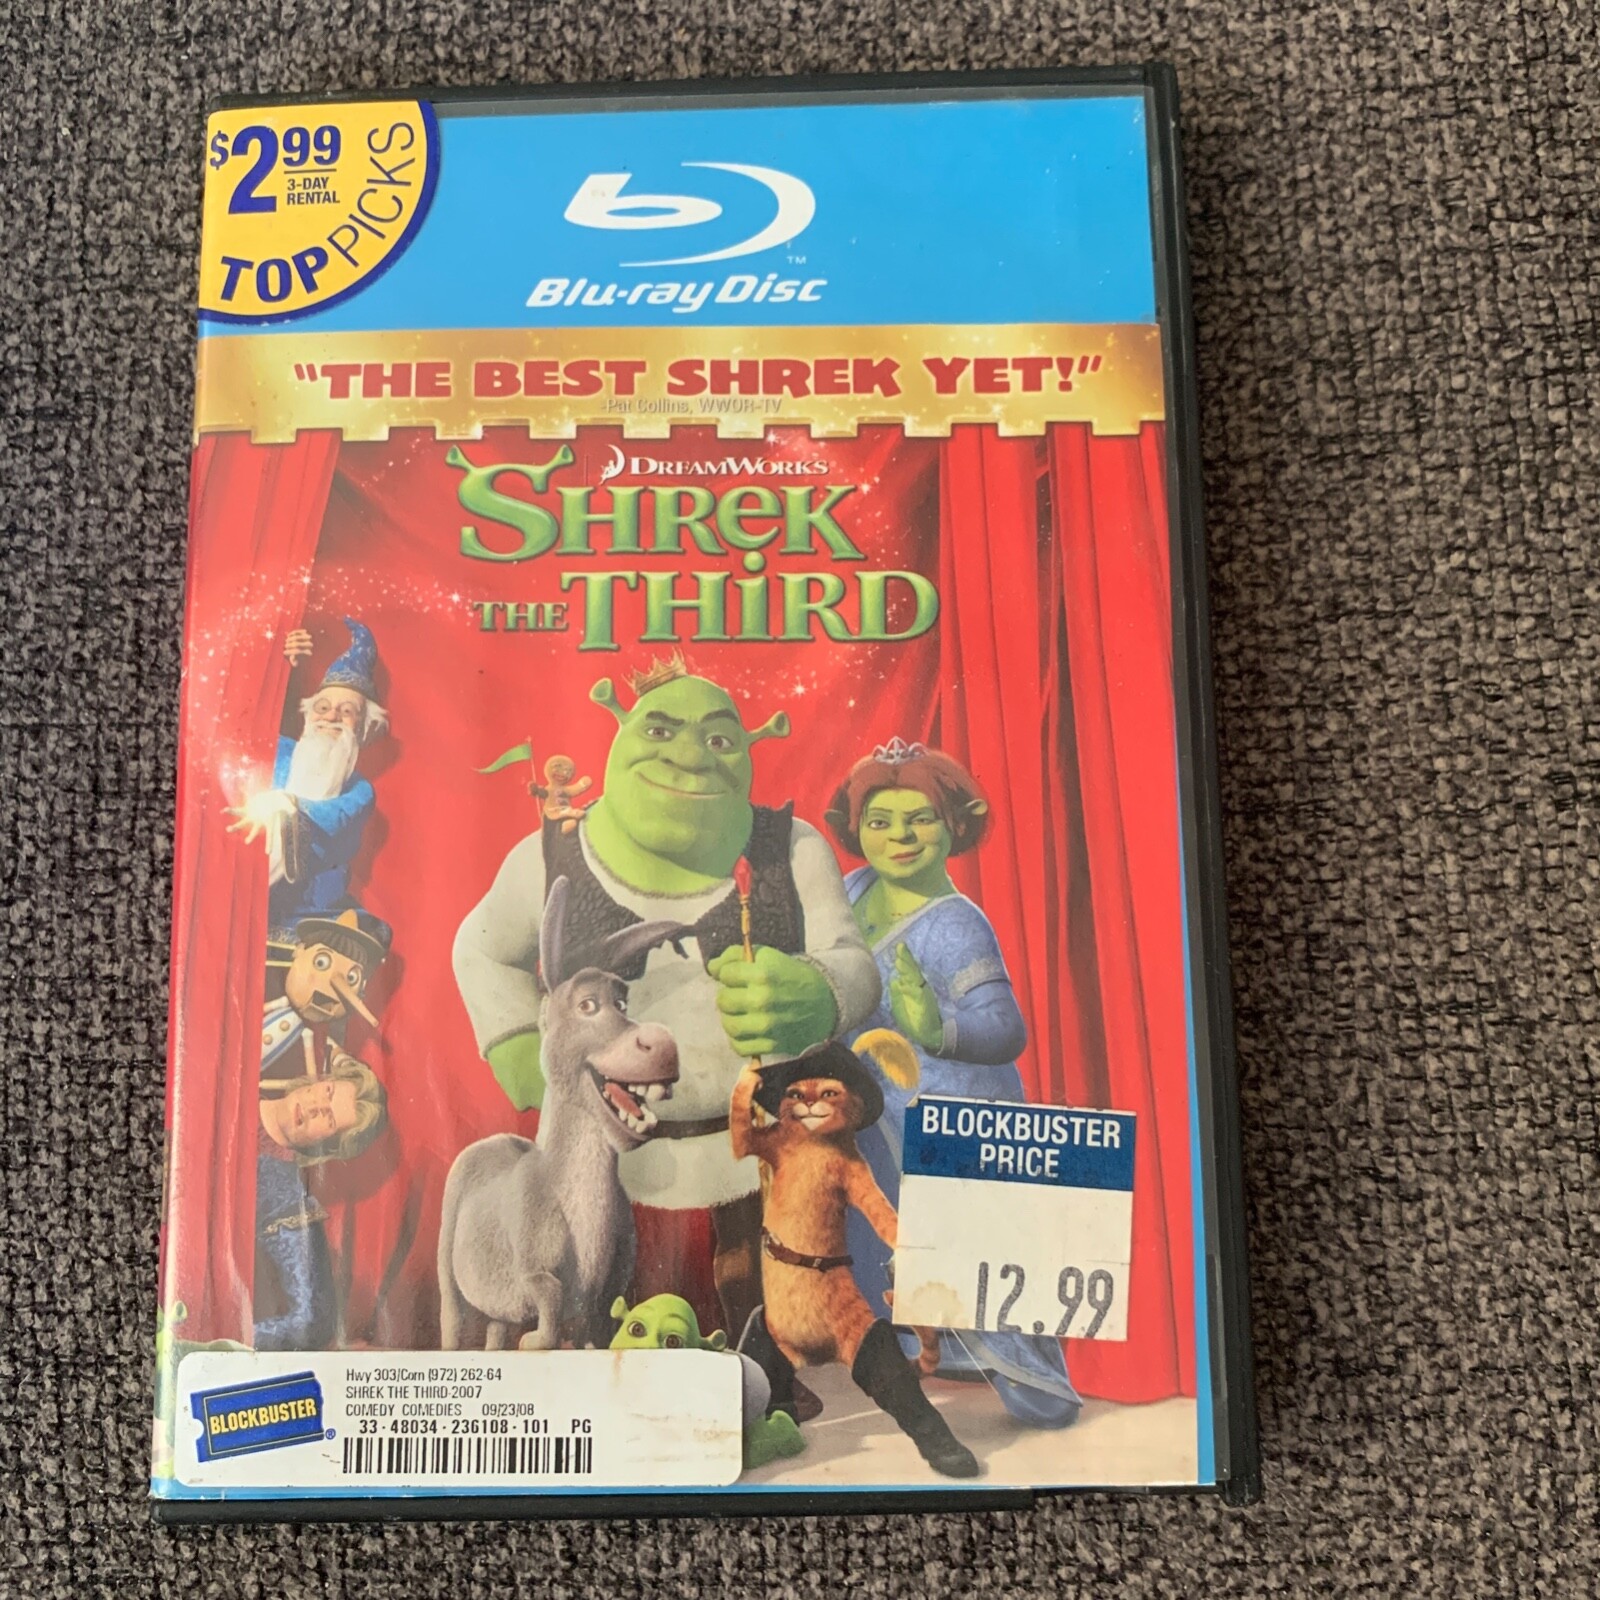 $2.99
3-DAY
RENTAL
TOP PICKS
Blu-ray Disc
TM
"THE BEST SHREK YET!"
-Pat Collins, WWOR-TV
DREAMWORKS
SHREK
THE THIRD
BLOCKBUSTER
PRICE
12.99
BLOCKBUSTER®
Hwy 303/Corn (972) 262-64
SHREK THE THIRD-2007
COMEDY COMEDIES 09/23/08
33-48034-236108-101 PG